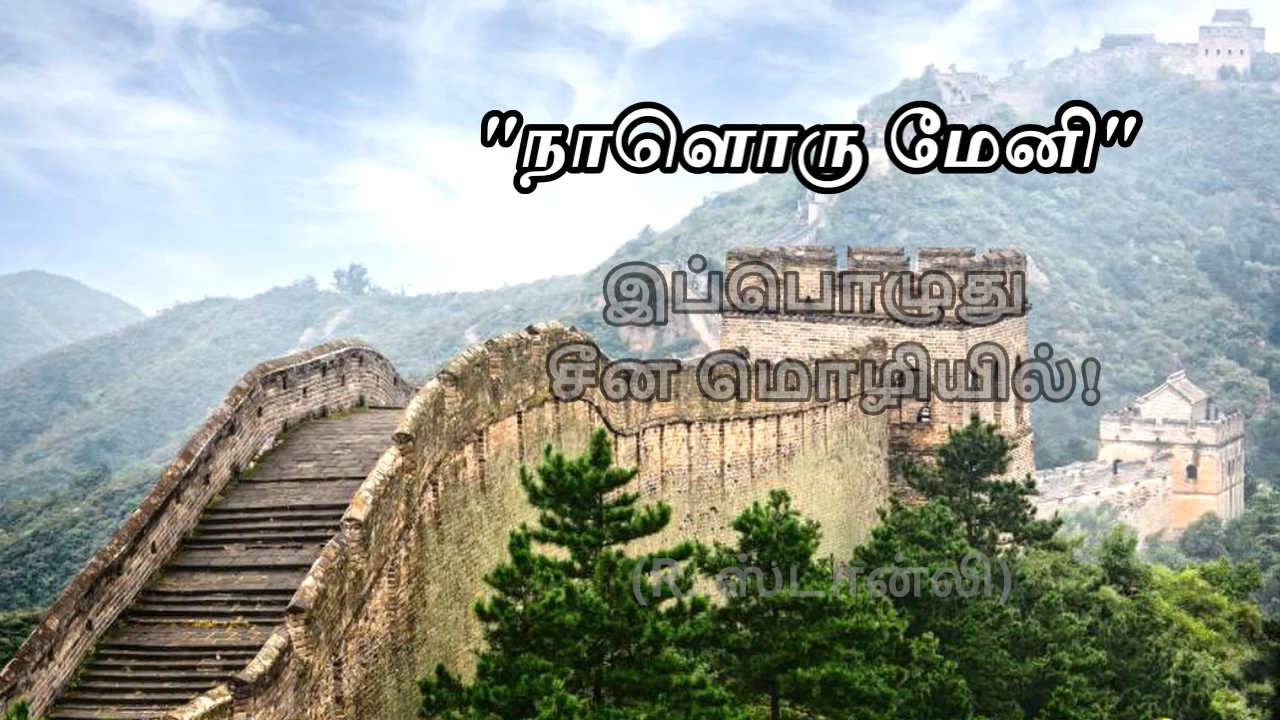 "நாளொரு மேனி"
இப்பொழுது
சீன மொழியில்!
(R. ஸ்டான்லி)